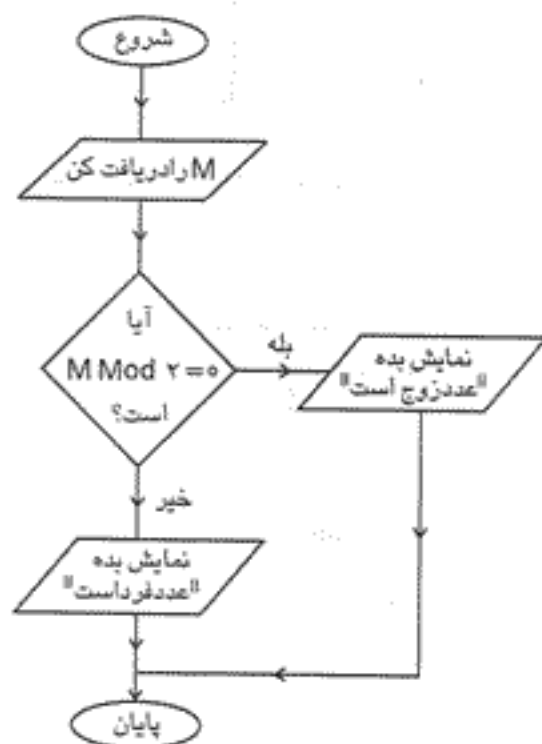 شروع
M رادریافت کن
آیا
M Mod ۲ =۰
است؟
بله
نمایش بده
"عددزوج است"
خیر
نمایش بده
"عددفرداست"
پایان